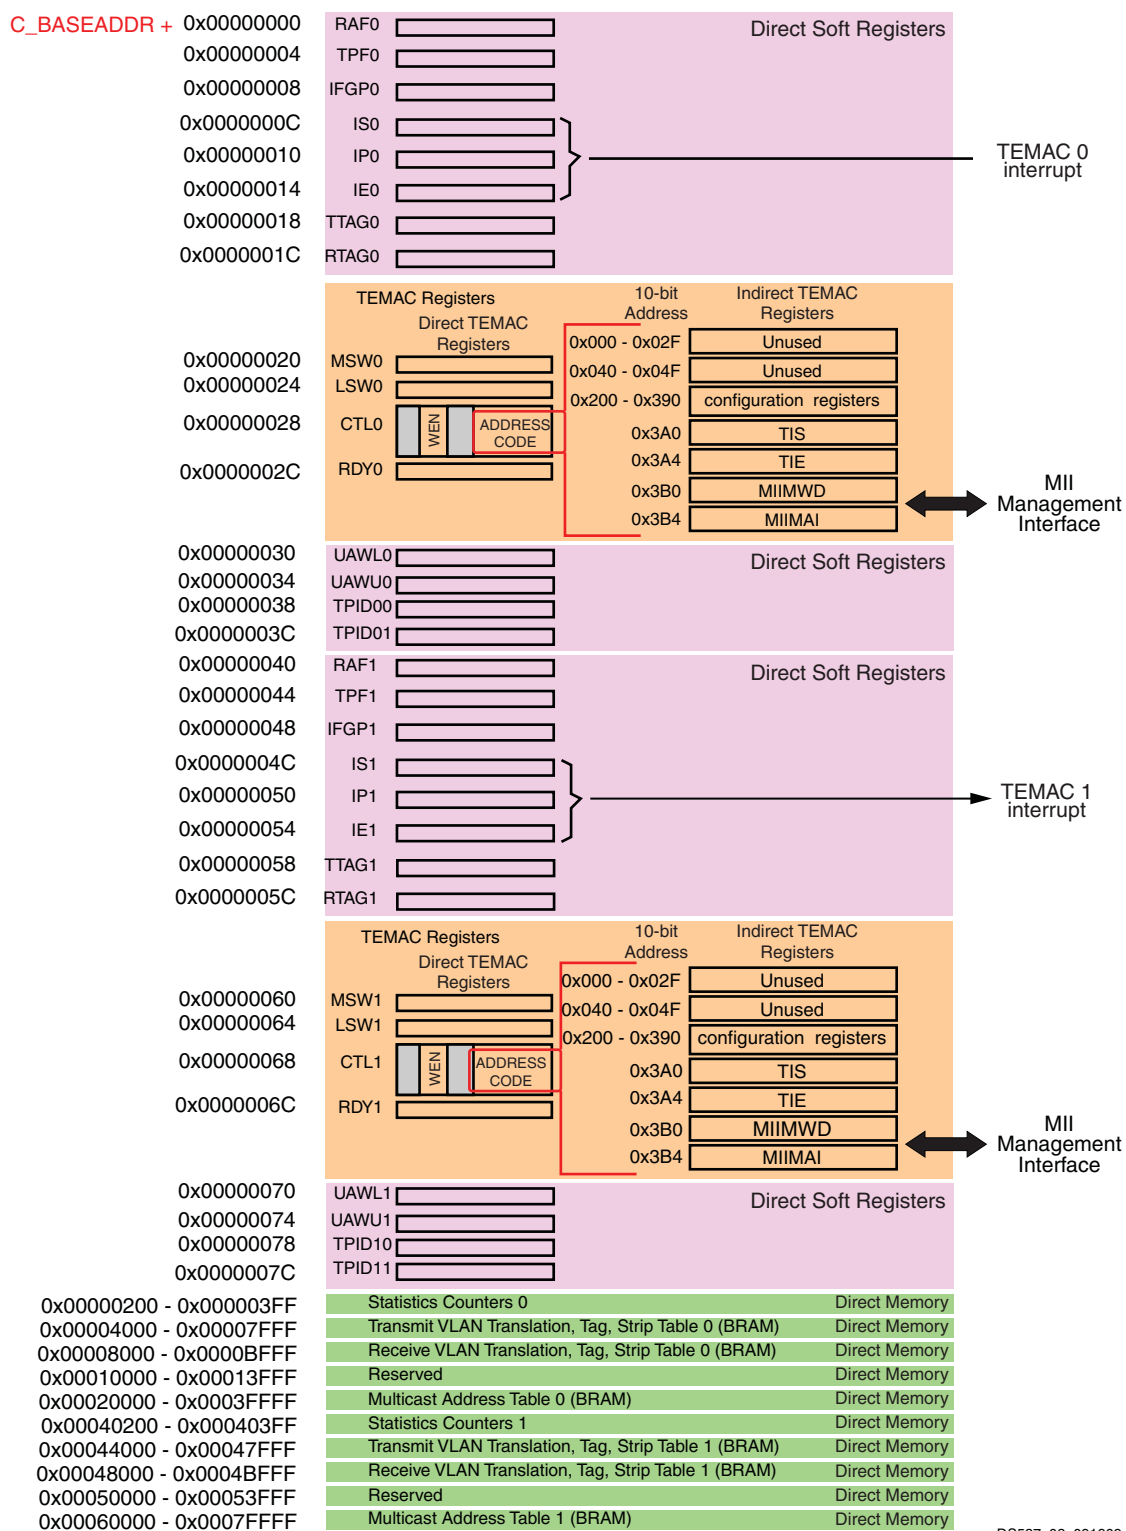 C_BASEADDR + 0x00000000 RAF0 Direct Soft Registers
0x00000004 TPF0
0x00000008 IFGP0
0x0000000C IS0
0x00000010 IP0 TEMAC 0 interrupt
0x00000014 IE0
0x00000018 TTAG0
0x0000001C RTAG0
TEMAC Registers 10-bit Address Indirect TEMAC Registers
Direct TEMAC Registers
0x000 - 0x02F Unused
0x00000020 MSW0
0x040 - 0x04F Unused
0x00000024 LSW0
0x200 - 0x390 configuration registers
0x00000028 CTL0 WEN ADDRESS CODE
0x3A0 TIS
0x3A4 TIE
0x0000002C RDY0
0x3B0 MIIMWD
0x3B4 MIIMAI
MII Management Interface
0x00000030 UAWL0 Direct Soft Registers
0x00000034 UAWU0
0x00000038 TPID00
0x0000003C TPID01
0x00000040 RAF1 Direct Soft Registers
0x00000044 TPF1
0x00000048 IFGP1
0x0000004C IS1
0x00000050 IP1 TEMAC 1 interrupt
0x00000054 IE1
0x00000058 TTAG1
0x0000005C RTAG1
TEMAC Registers 10-bit Address Indirect TEMAC Registers
Direct TEMAC Registers
0x000 - 0x02F Unused
0x00000060 MSW1
0x040 - 0x04F Unused
0x00000064 LSW1
0x200 - 0x390 configuration registers
0x00000068 CTL1 WEN ADDRESS CODE
0x3A0 TIS
0x3A4 TIE
0x0000006C RDY1
0x3B0 MIIMWD
0x3B4 MIIMAI
MII Management Interface
0x00000070 UAWL1 Direct Soft Registers
0x00000074 UAWU1
0x00000078 TPID10
0x0000007C TPID11
0x00000200 - 0x000003FF Statistics Counters 0 Direct Memory
0x00004000 - 0x00007FFF Transmit VLAN Translation, Tag, Strip Table 0 (BRAM) Direct Memory
0x00008000 - 0x0000BFFF Receive VLAN Translation, Tag, Strip Table 0 (BRAM) Direct Memory
0x00010000 - 0x00013FFF Reserved Direct Memory
0x00020000 - 0x0003FFFF Multicast Address Table 0 (BRAM) Direct Memory
0x00040200 - 0x000403FF Statistics Counters 1 Direct Memory
0x00044000 - 0x00047FFF Transmit VLAN Translation, Tag, Strip Table 1 (BRAM) Direct Memory
0x00048000 - 0x0004BFFF Receive VLAN Translation, Tag, Strip Table 1 (BRAM) Direct Memory
0x00050000 - 0x00053FFF Reserved Direct Memory
0x00060000 - 0x0007FFFF Multicast Address Table 1 (BRAM) Direct Memory